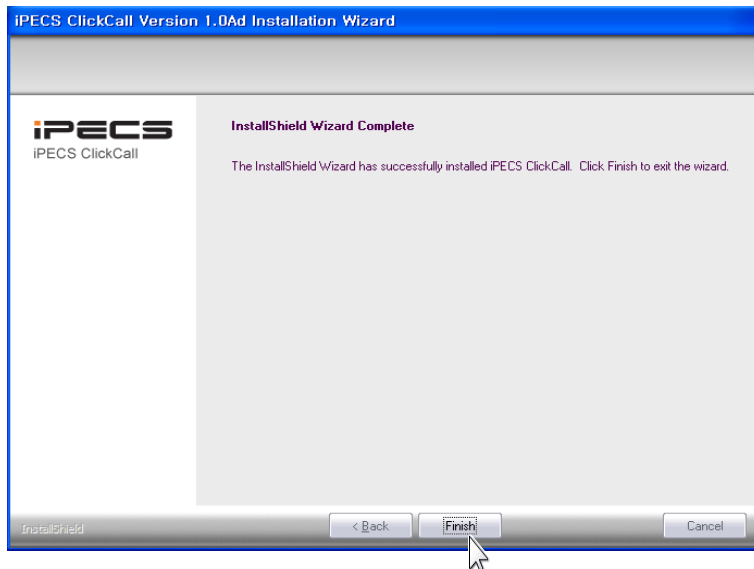 iPECS ClickCall Version 1.0Ad Installation Wizard
iPECS
iPECS ClickCall
InstallShield Wizard Complete
The InstallShield Wizard has successfully installed iPECS ClickCall. Click Finish to exit the wizard.
InstallShield
< Back
Finish
Cancel